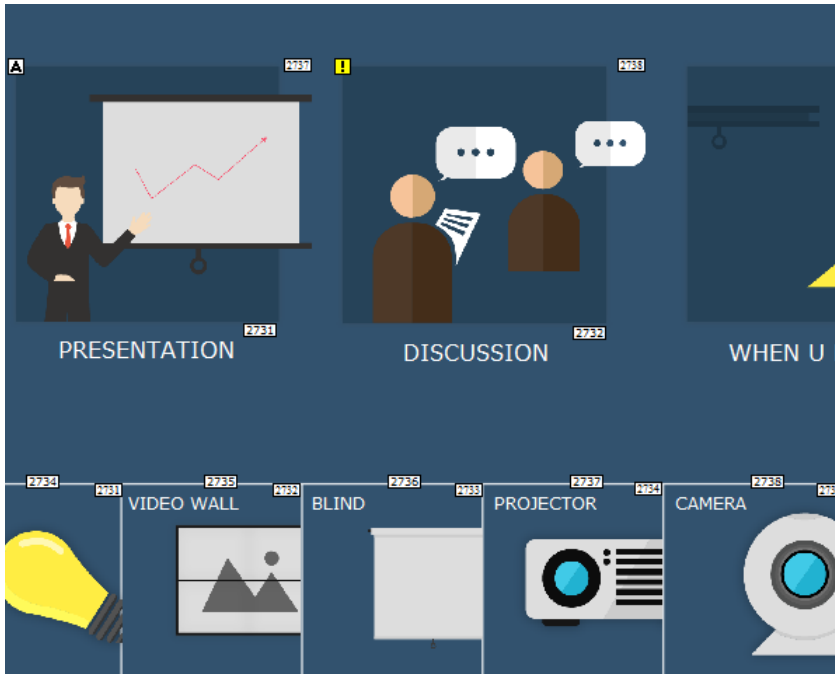 A 2737 ! 2738
2731 2732
PRESENTATION DISCUSSION WHEN U
2734 2735 2736 2737 2738
2731 2732 2733 2734
VIDEO WALL BLIND PROJECTOR CAMERA